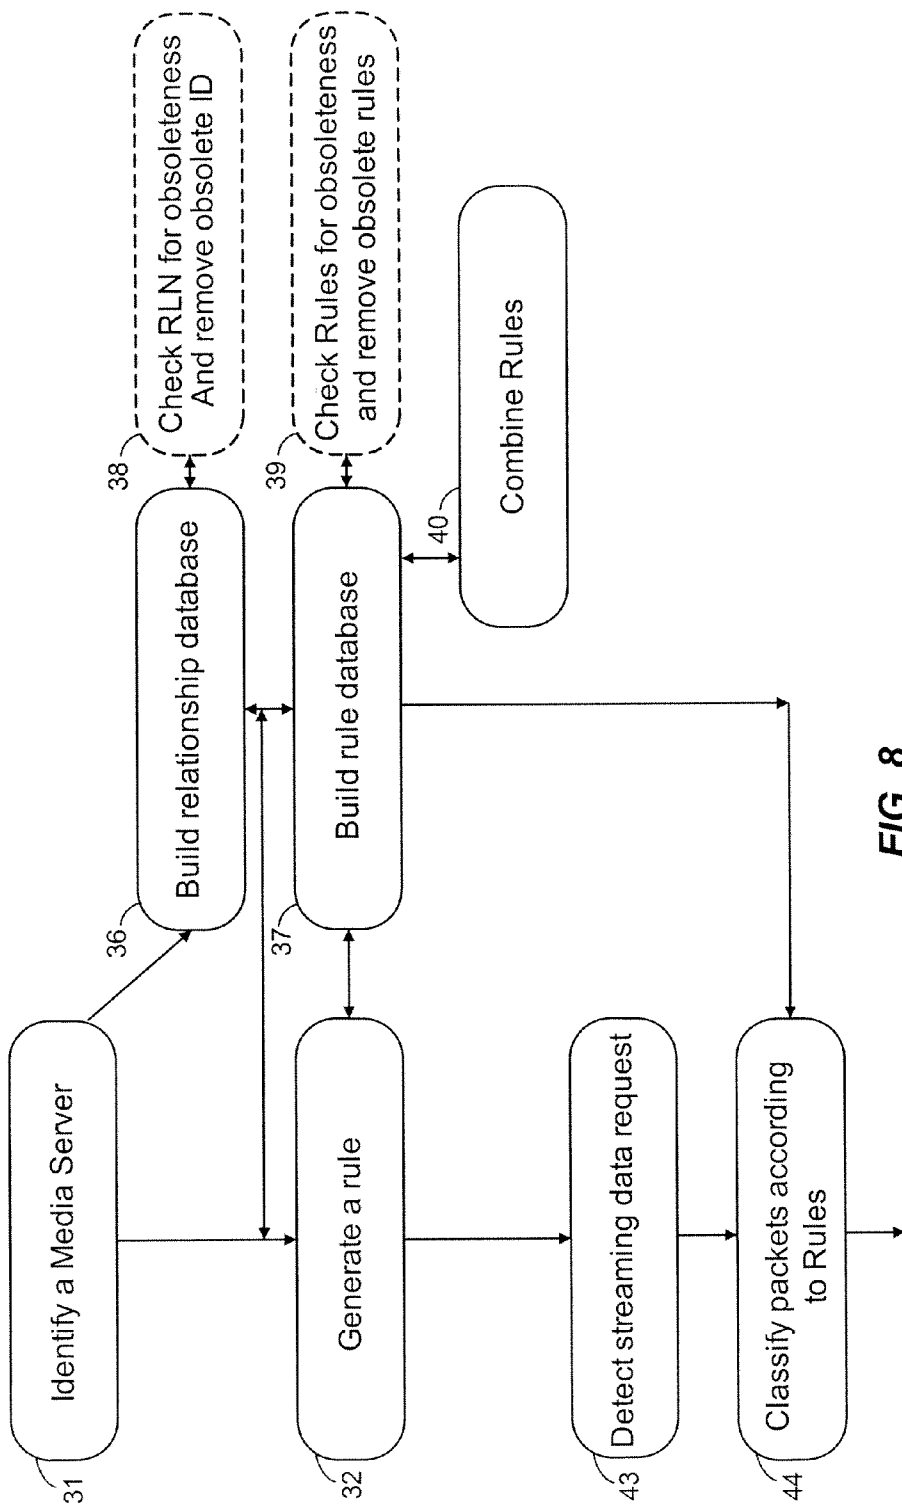 31
Identify a Media Server
32
Generate a rule
43
Detect streaming data request
44
Classify packets according
to Rules
36
Build relationship database
37
Build rule database
38
Check RLN for obsoleteness
And remove obsolete ID
39
Check Rules for obsoleteness
and remove obsolete rules
40
Combine Rules
FIG. 8